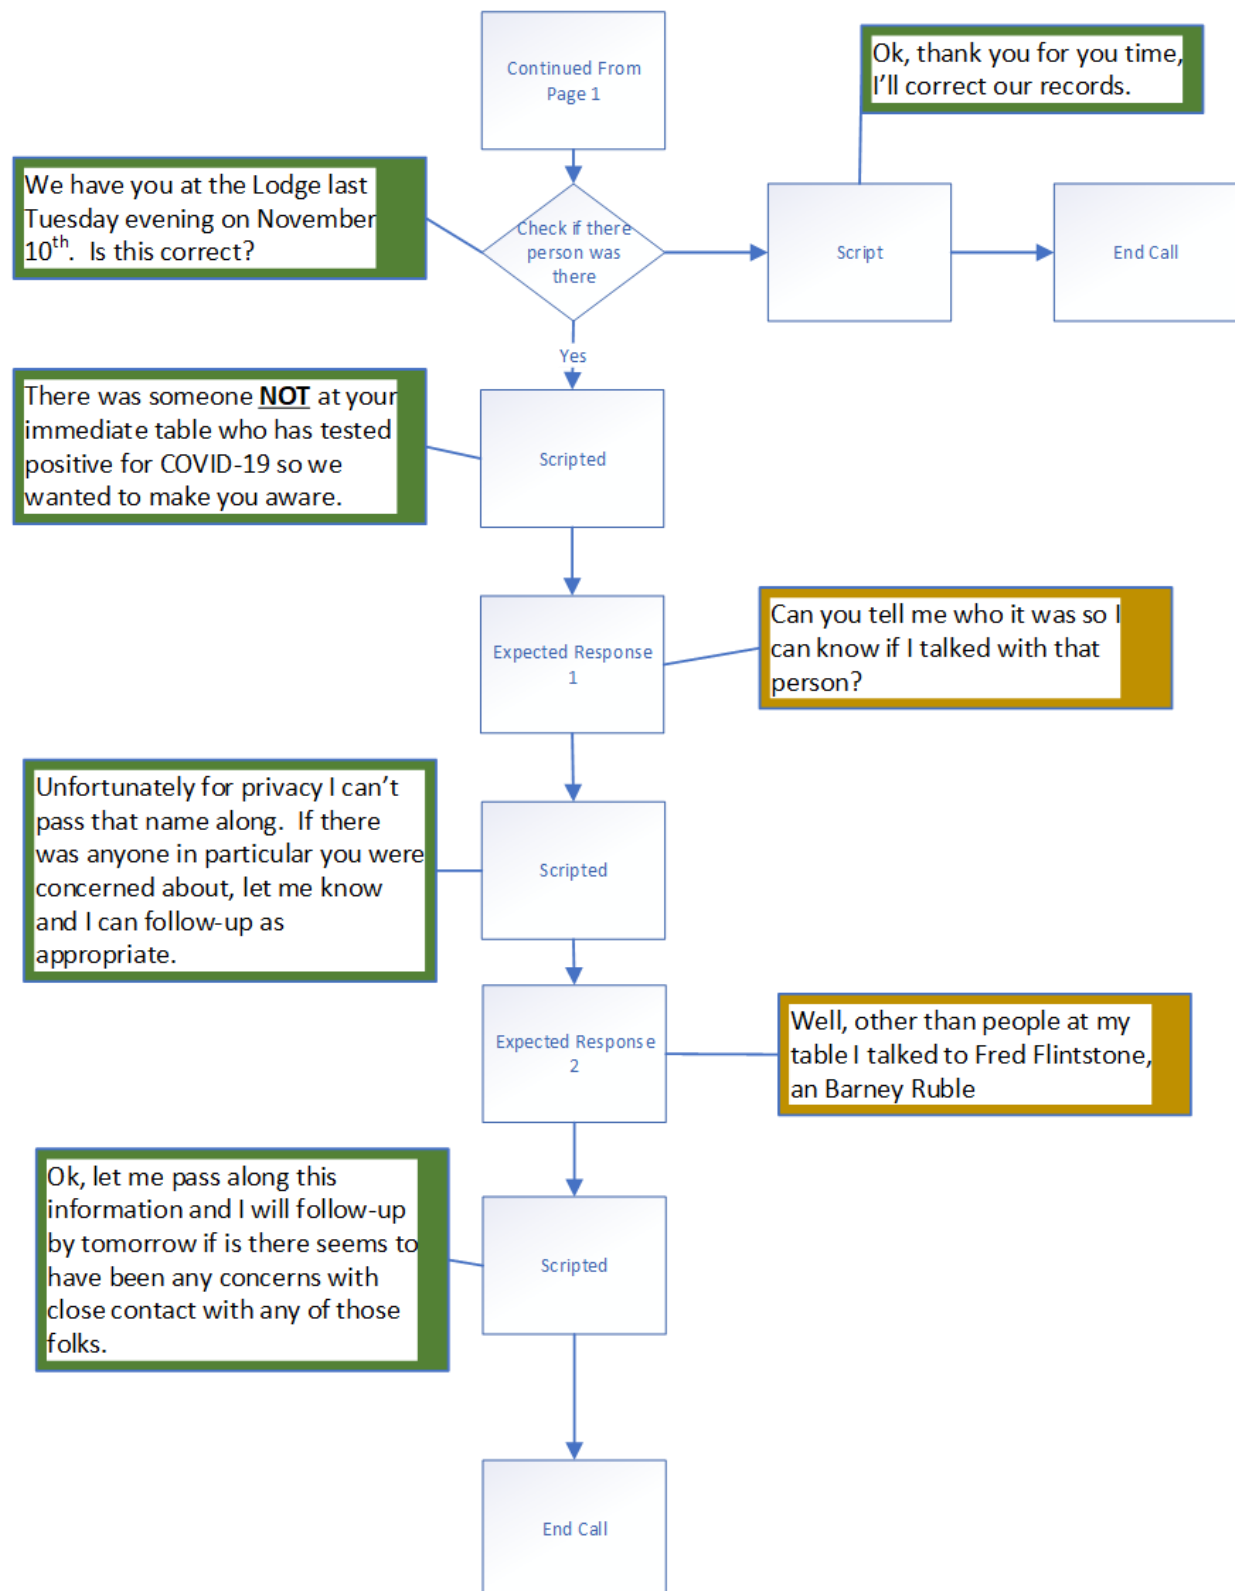 Continued From
Page 1
Ok, thank you for you time,
I'll correct our records.
We have you at the Lodge last
Tuesday evening on November
10th.  Is this correct?
Check if there
person was
there
Script
End Call
Yes
There was someone NOT at your
immediate table who has tested
positive for COVID-19 so we
wanted to make you aware.
Scripted
Expected Response
1
Can you tell me who it was so I
can know if I talked with that
person?
Unfortunately for privacy I can't
pass that name along.  If there
was anyone in particular you were
concerned about, let me know
and I can follow-up as
appropriate.
Scripted
Expected Response
2
Well, other than people at my
table I talked to Fred Flintstone,
an Barney Ruble
Ok, let me pass along this
information and I will follow-up
by tomorrow if is there seems to
have been any concerns with
close contact with any of those
folks.
Scripted
End Call